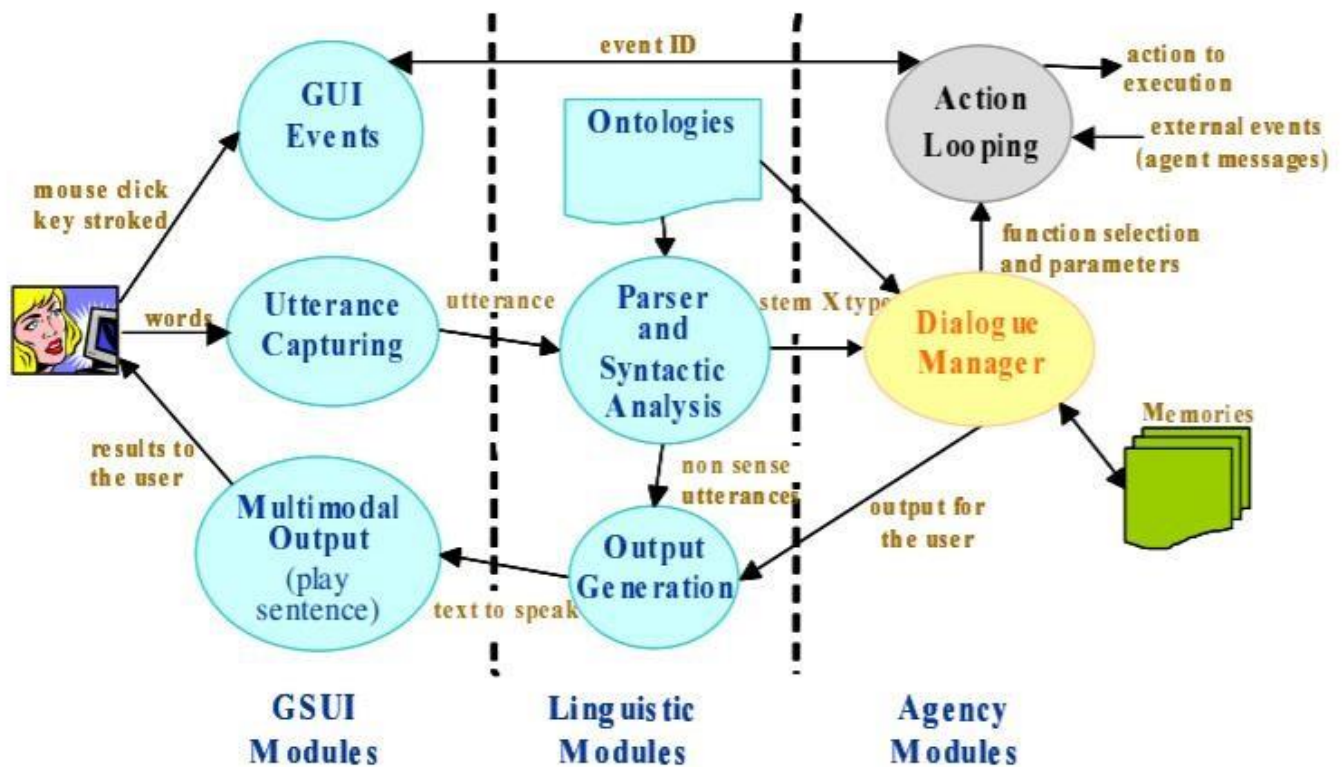 event ID
GUI
Events
Ontologies
Action
Looping
action to
execution
external events
(agent messages)
mouse click
key stroked
function selection
and parameters
words
Utterance
Capturing
utterance
Parser
and
Syntactic
Analysis
stem X type
Dialogue
Manager
Memories
results to
the user
non sense
utterances
Multimodal
Output
(play
sentence)
Output
Generation
output for
the user
text to speak
GSUI
Modules
Linguistic
Modules
Agency
Modules